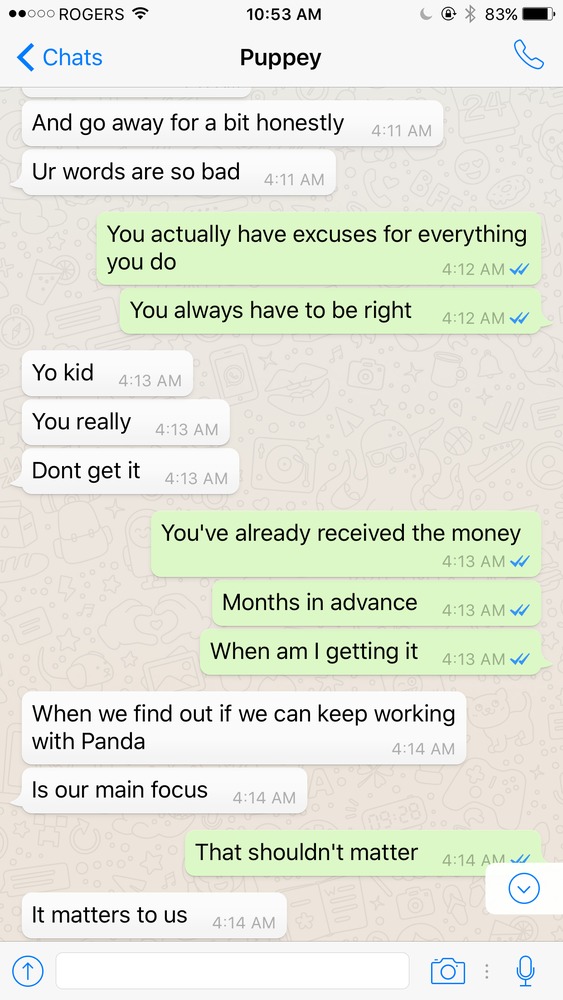 ROGERS 10:53 AM 83%
Chats Puppey
And go away for a bit honestly 4:11 AM
Ur words are so bad 4:11 AM
You actually have excuses for everything
you do 4:12 AM
You always have to be right 4:12 AM
Yo kid 4:13 AM
You really 4:13 AM
Dont get it 4:13 AM
You've already received the money
4:13 AM
Months in advance 4:13 AM
When am I getting it 4:13 AM
When we find out if we can keep working
with Panda 4:14 AM
Is our main focus 4:14 AM
That shouldn't matter 4:14 AM
It matters to us 4:14 AM